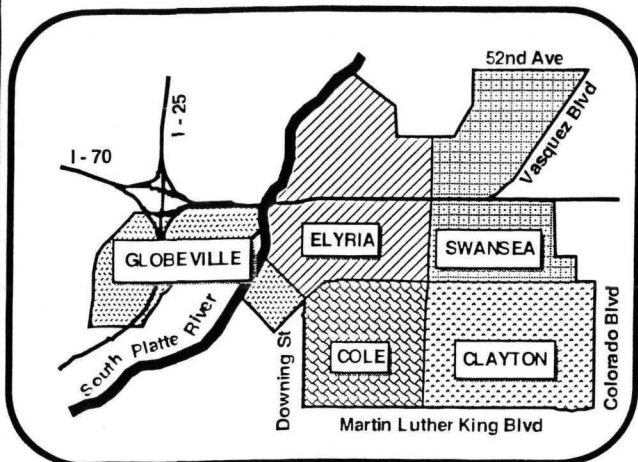 52nd Ave
Vasquez Blvd
I - 25
I - 70
GLOBEVILLE
ELYRIA
SWANSEA
South Platte River
Downing St
COLE
CLAYTON
Colorado Blvd
Martin Luther King Blvd